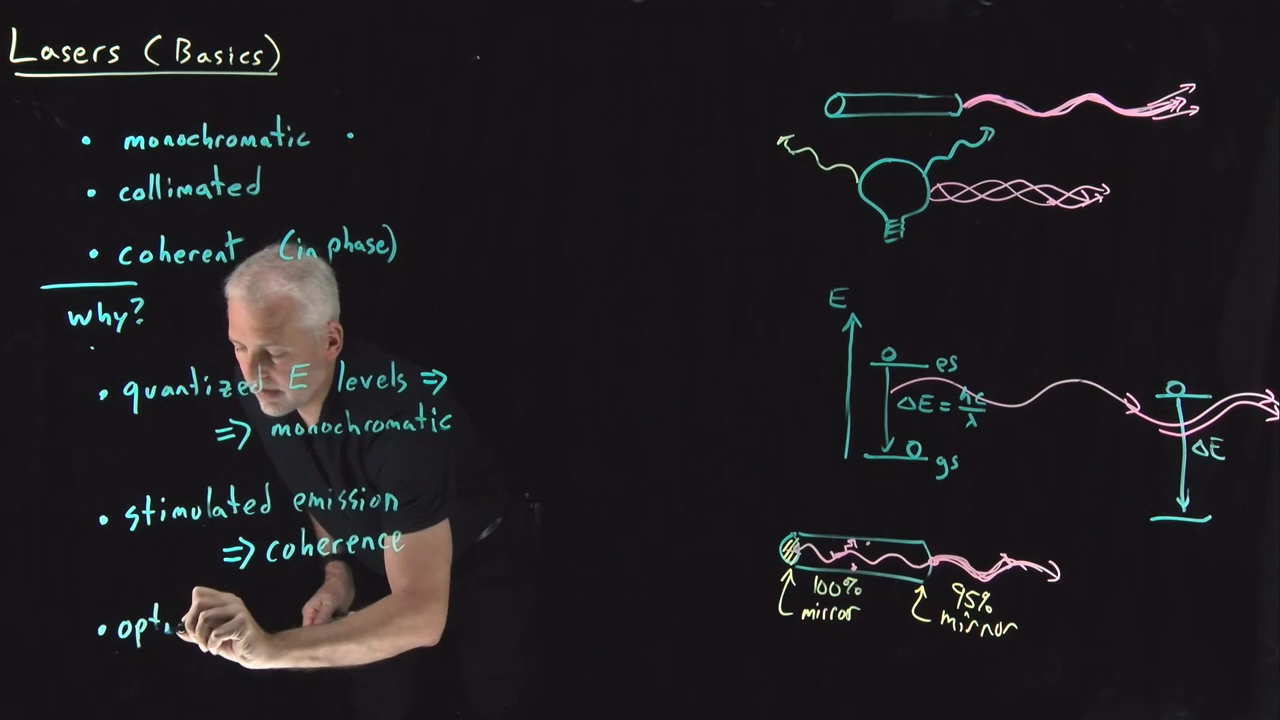 Lasers (Basics)
• monochromatic •
• collimated
• coherent (in phase)
why?
• quantized E levels ⇒
⇒ monochromatic
• stimulated emission
⇒ coherence
• opti
E
es
ΔE = hc/λ
gs
ΔE
100%
mirror
95%
mirror